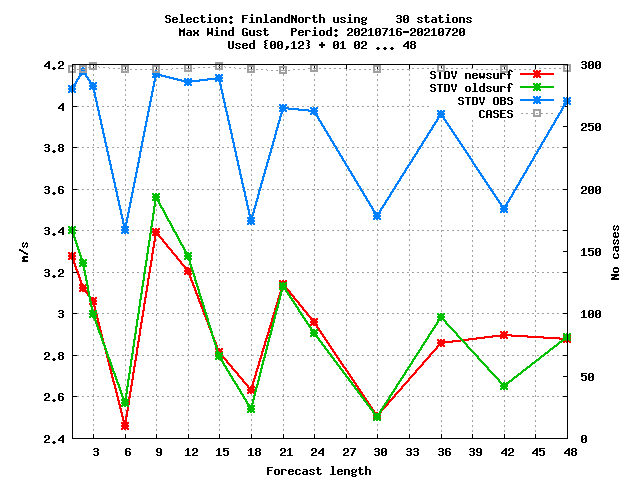 Selection: FinlandNorth using    30 stations
Max Wind Gust   Period: 20210716-20210720
Used {00,12} + 01 02 ... 48
4.2
4
3.8
3.6
3.4
3.2
3
2.8
2.6
2.4
m/s
STDV newsurf
STDV oldsurf
STDV OBS
CASES
300
250
200
150
100
50
0
No cases
3 6 9 12 15 18 21 24 27 30 33 36 39 42 45 48
Forecast length